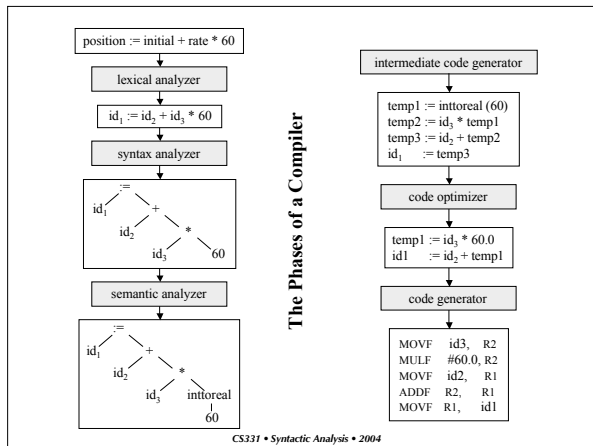 position := initial + rate * 60
lexical analyzer
id₁ := id₂ + id₃ * 60
syntax analyzer
:=
id₁ +
id₂ *
id₃ 60
semantic analyzer
:=
id₁ +
id₂ *
id₃ inttoreal
60
The Phases of a Compiler
intermediate code generator
temp1 := inttoreal (60)
temp2 := id₃ * temp1
temp3 := id₂ + temp2
id₁ := temp3
code optimizer
temp1 := id₃ * 60.0
id1 := id₂ + temp1
code generator
MOVF id3, R2
MULF #60.0, R2
MOVF id2, R1
ADDF R2, R1
MOVF R1, id1
CS331 • Syntactic Analysis • 2004